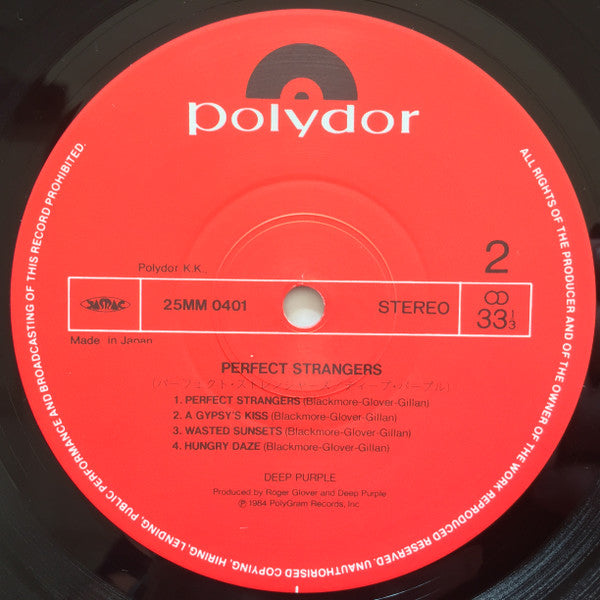 polydor
Polydor K.K.,
2
JASRAC
25MM 0401
STEREO
33 1/3
Made in Japan
PERFECT STRANGERS
(パーフェクト・ストレンジャーズ/ディープ・パープル)
1. PERFECT STRANGERS (Blackmore-Glover-Gillan)
2. A GYPSY'S KISS (Blackmore-Glover-Gillan)
3. WASTED SUNSETS (Blackmore-Glover-Gillan)
4. HUNGRY DAZE (Blackmore-Glover-Gillan)
DEEP PURPLE
Produced by Roger Glover and Deep Purple
Ⓟ 1984 PolyGram Records, Inc
ALL RIGHTS OF THE PRODUCER AND OF THE OWNER OF THE WORK REPRODUCED RESERVED. UNAUTHORISED COPYING, HIRING, LENDING, PUBLIC PERFORMANCE AND BROADCASTING OF THIS RECORD PROHIBITED.